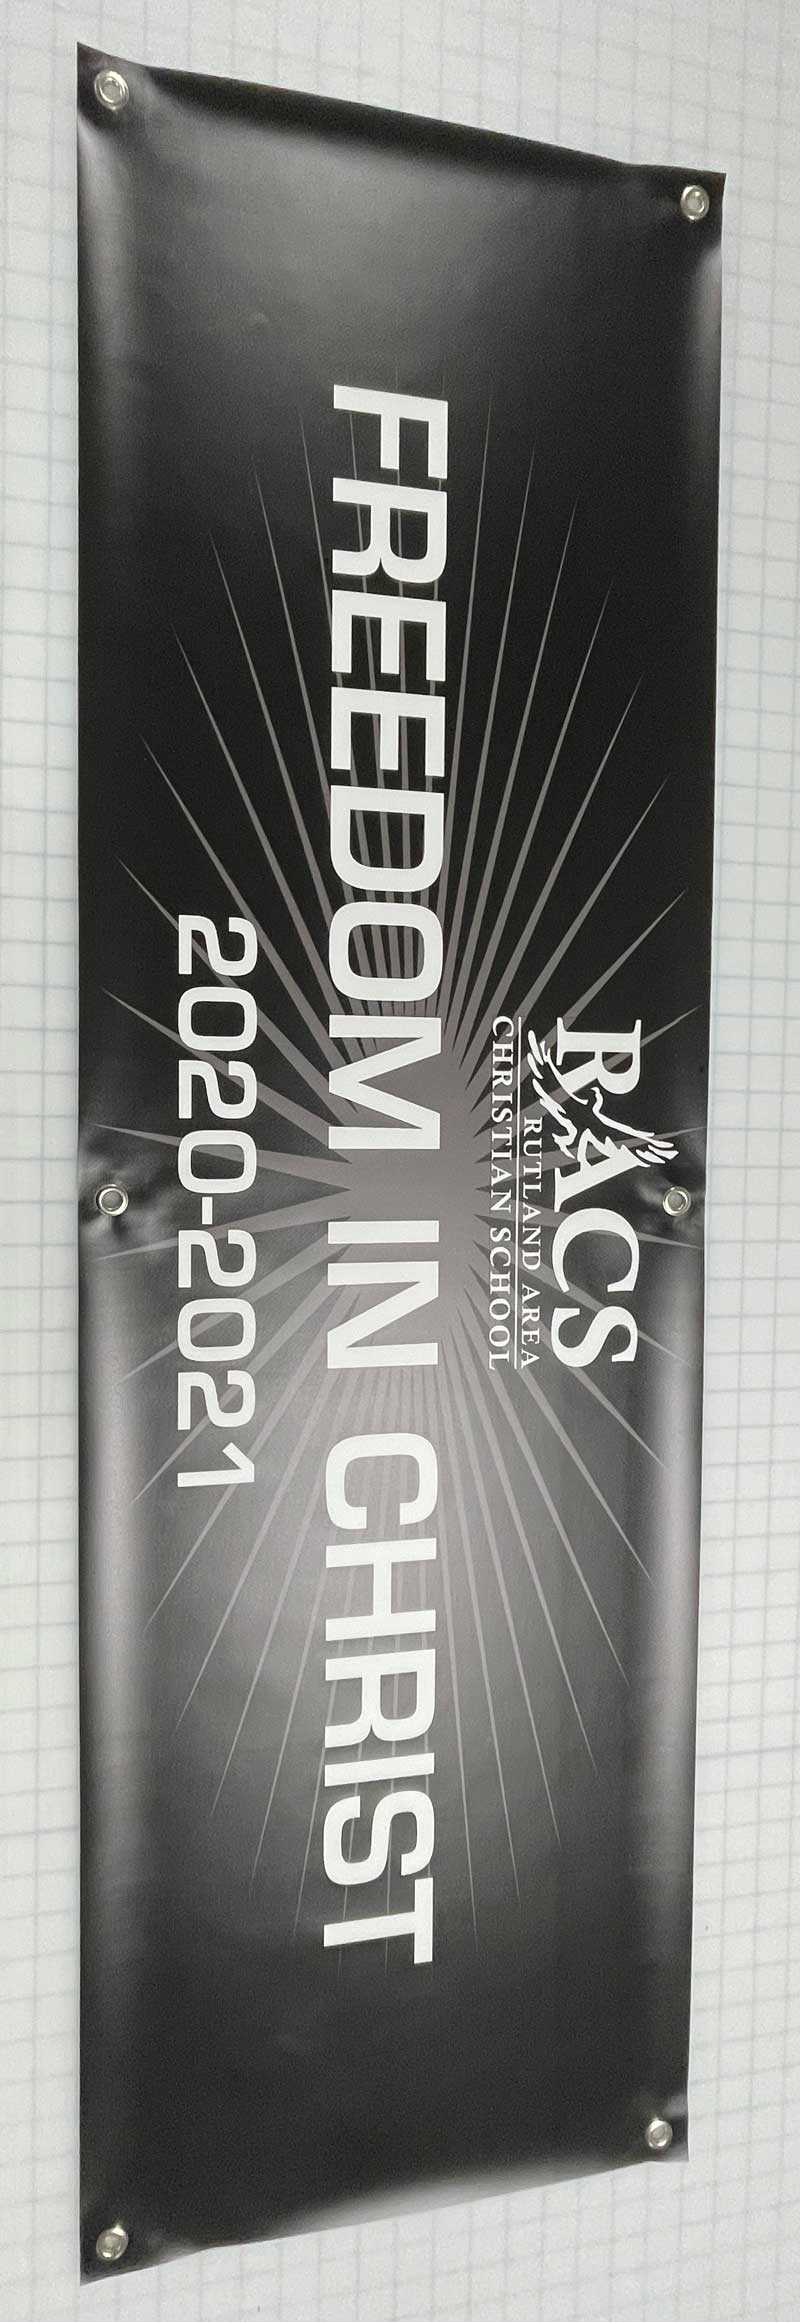 RACS
RUTLAND AREA
CHRISTIAN SCHOOL
FREEDOM IN CHRIST
2020-2021